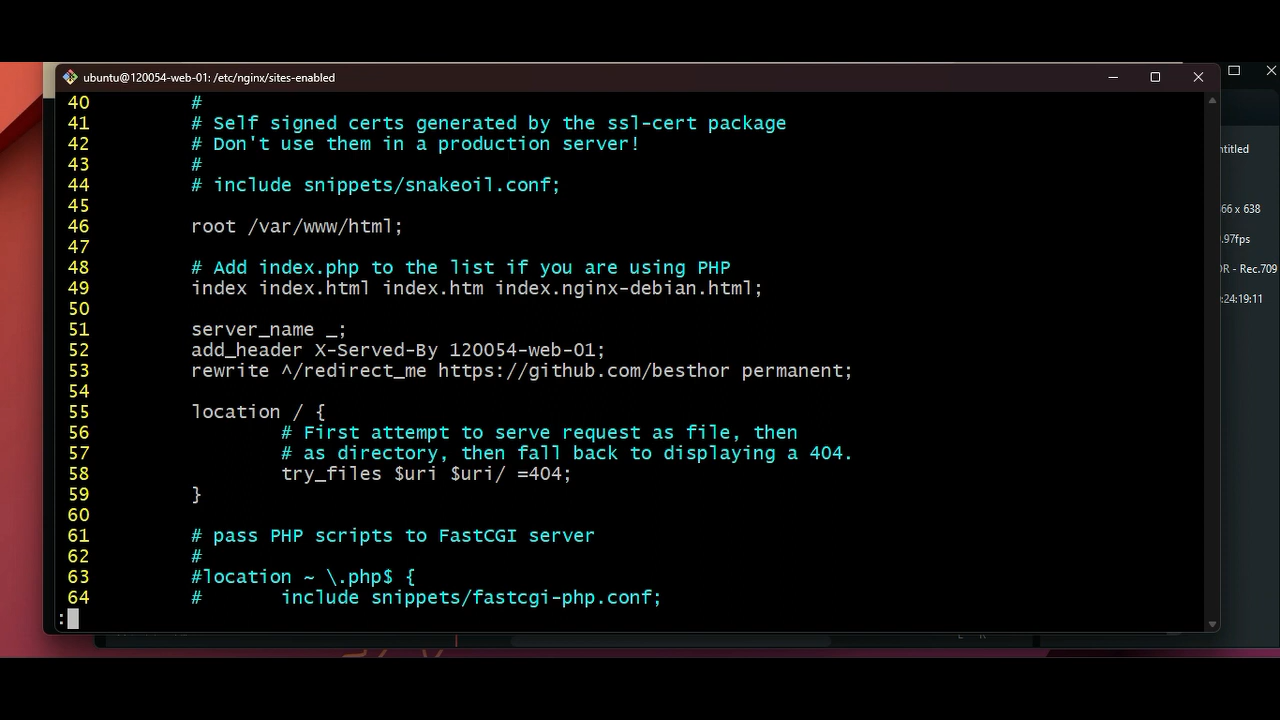 ubuntu@120054-web-01: /etc/nginx/sites-enabled
40 #
41 # Self signed certs generated by the ssl-cert package
42 # Don't use them in a production server!
43 #
44 # include snippets/snakeoil.conf;
45
46 root /var/www/html;
47
48 # Add index.php to the list if you are using PHP
49 index index.html index.htm index.nginx-debian.html;
50
51 server_name _;
52 add_header X-Served-By 120054-web-01;
53 rewrite ^/redirect_me https://github.com/besthor permanent;
54
55 location / {
56 # First attempt to serve request as file, then
57 # as directory, then fall back to displaying a 404.
58 try_files $uri $uri/ =404;
59 }
60
61 # pass PHP scripts to FastCGI server
62 #
63 #location ~ \.php$ {
64 # include snippets/fastcgi-php.conf;
:
ntitled
66 x 638
.97fps
DR - Rec.709
:24:19:11